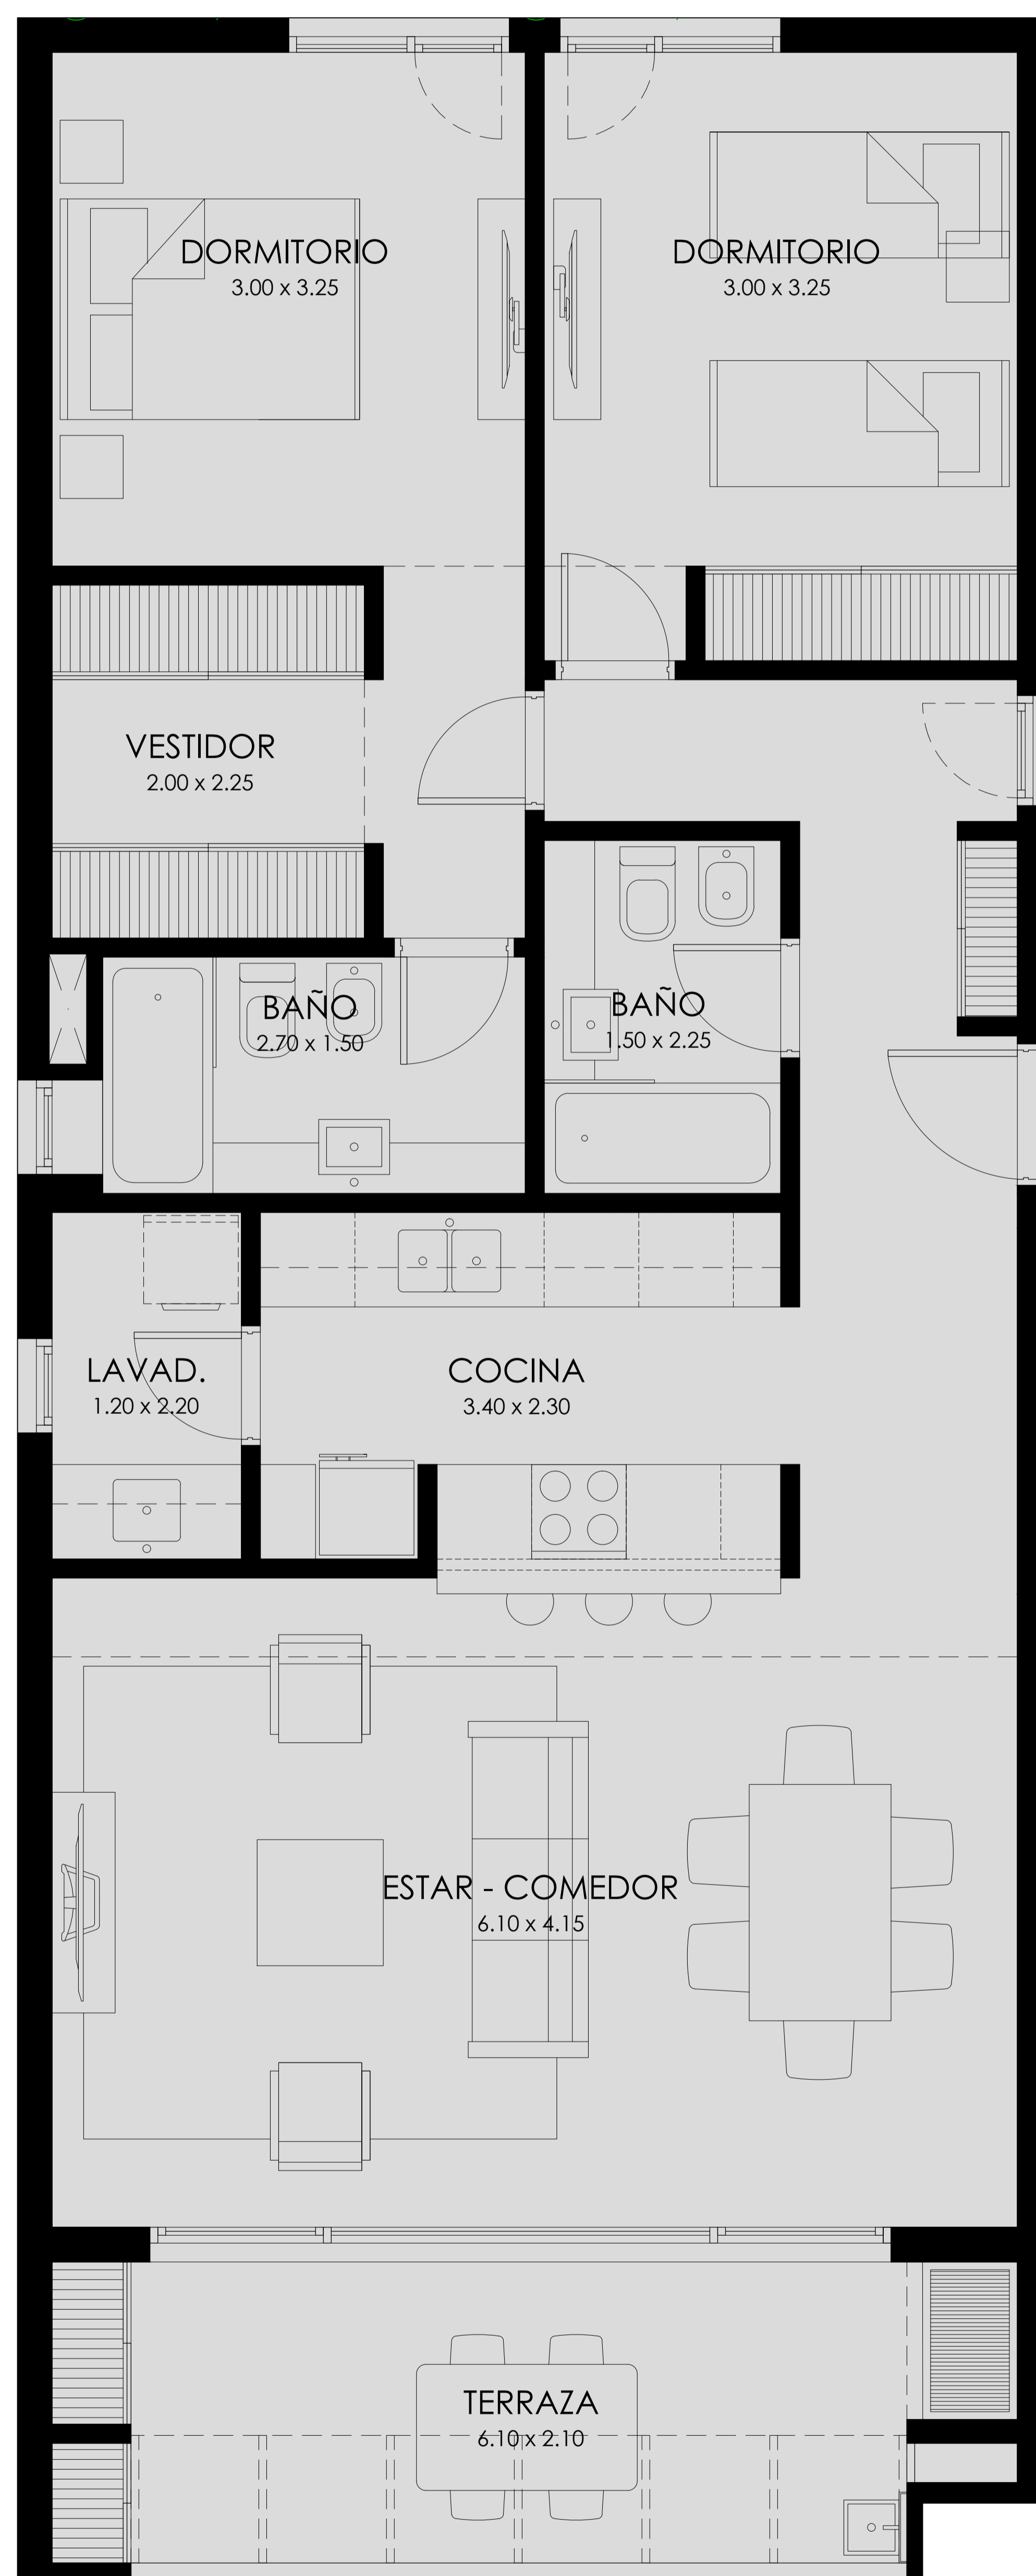 DORMITORIO
3.00 x 3.25
DORMITORIO
3.00 x 3.25
VESTIDOR
2.00 x 2.25
BAÑO
2.70 x 1.50
BAÑO
1.50 x 2.25
LAVAD.
1.20 x 2.20
COCINA
3.40 x 2.30
ESTAR - COMEDOR
6.10 x 4.15
TERRAZA
6.10 x 2.10